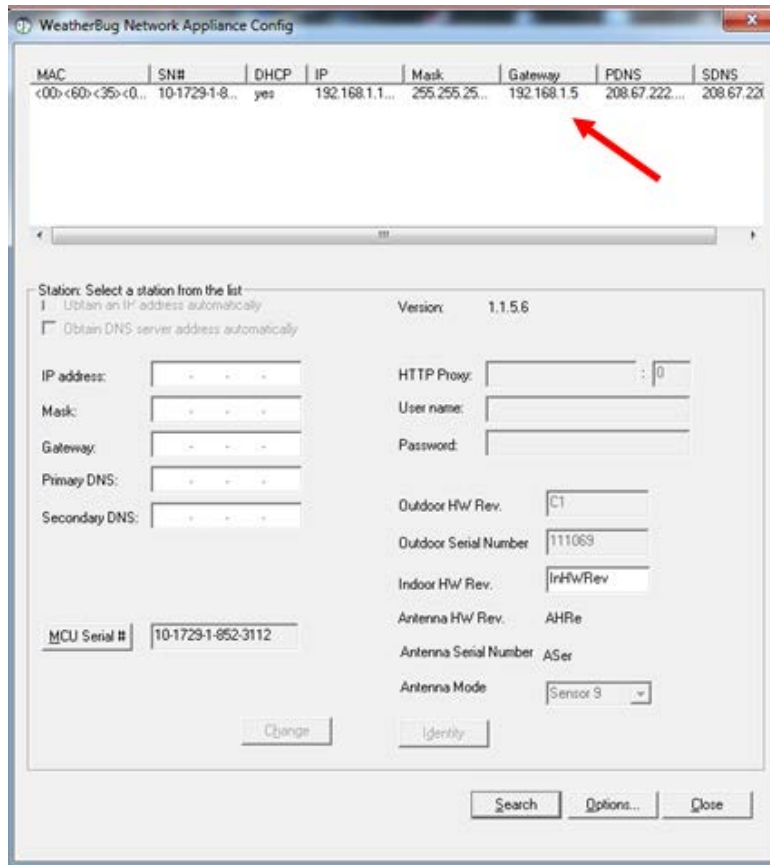 WeatherBug Network Appliance Config
MAC SN# DHCP IP Mask Gateway PDNS SDNS
<00><60><35><0... 10-1729-1-8... yes 192.168.1.1... 255.255.25... 192.168.1.5 208.67.222.... 208.67.220
Station: Select a station from the list
Obtain an IP address automatically
Version: 1.1.5.6
Obtain DNS server address automatically
IP address: HTTP Proxy: : 0
Mask: User name:
Gateway: Password:
Primary DNS:
Secondary DNS:
Outdoor HW Rev. C1
Outdoor Serial Number 111069
Indoor HW Rev. InHWRev
Antenna HW Rev. AHRe
MCU Serial # 10-1729-1-852-3112
Antenna Serial Number ASer
Antenna Mode Sensor 9
Change Identity
Search Options... Close